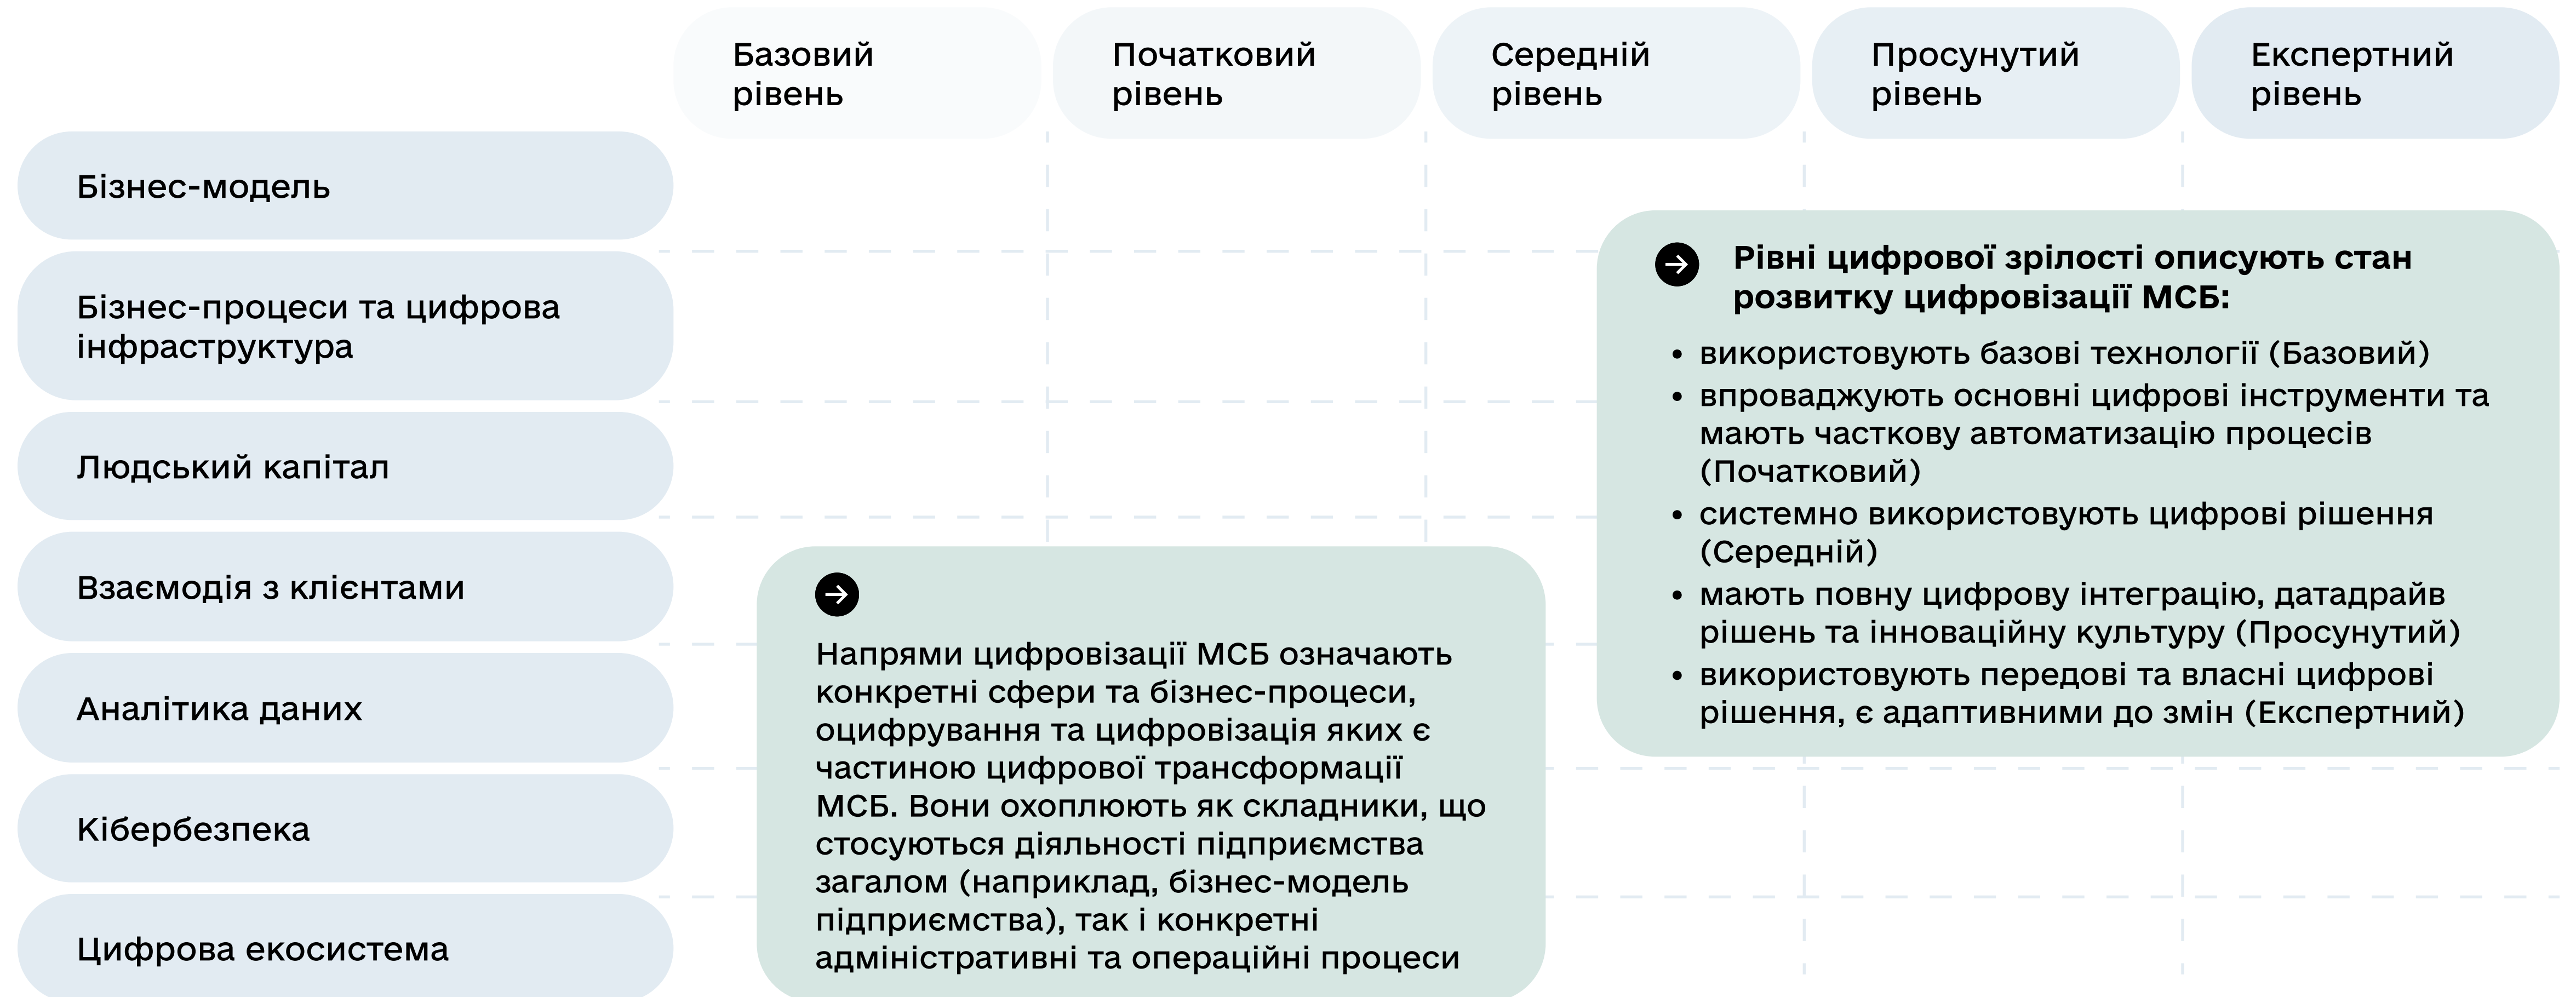 Базовий
рівень
Початковий
рівень
Середній
рівень
Просунутий
рівень
Експертний
рівень
Бізнес-модель
Бізнес-процеси та цифрова
інфраструктура
Людський капітал
Взаємодія з клієнтами
Аналітика даних
Кібербезпека
Цифрова екосистема
Напрями цифровізації МСБ означають
конкретні сфери та бізнес-процеси,
оцифрування та цифровізація яких є
частиною цифрової трансформації
МСБ. Вони охоплюють як складники, що
стосуються діяльності підприємства
загалом (наприклад, бізнес-модель
підприємства), так і конкретні
адміністративні та операційні процеси
Рівні цифрової зрілості описують стан
розвитку цифровізації МСБ:
• використовують базові технології (Базовий)
• впроваджують основні цифрові інструменти та
мають часткову автоматизацію процесів
(Початковий)
• системно використовують цифрові рішення
(Середній)
• мають повну цифрову інтеграцію, датадрайв
рішень та інноваційну культуру (Просунутий)
• використовують передові та власні цифрові
рішення, є адаптивними до змін (Експертний)